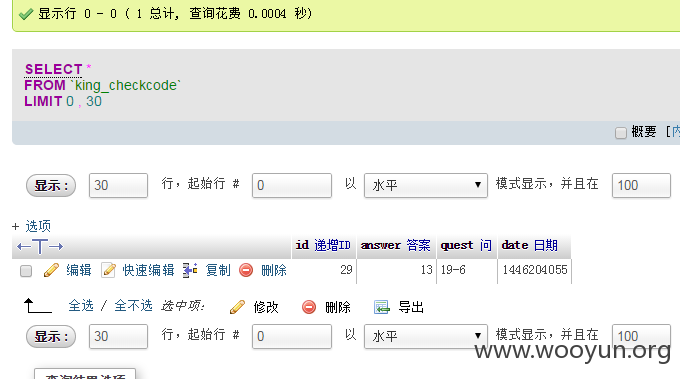 显示行 0 - 0 ( 1 总计, 查询花费 0.0004 秒)
SELECT *
FROM `king_checkcode`
LIMIT 0 , 30
概要 [内
显示 : 30 行，起始行 # 0 以 水平 模式显示，并且在 100
+ 选项
←T→ id 递增ID answer 答案 quest 问 date 日期
编辑 快速编辑 复制 删除 29 13 19-6 1446204055
全选 / 全不选 选中项: 修改 删除 导出
显示 : 30 行，起始行 # 0 以 水平 模式显示，并且在 100
www.wooyun.org
查询结果选项